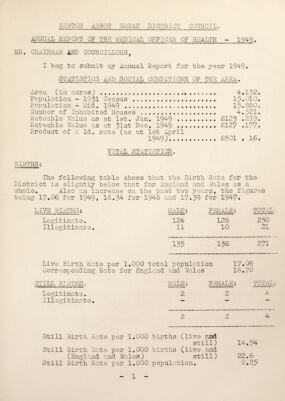 NEWTON ABBOT URBAN DISTRICT COUNCIL.
ANNUAL REPORT OF THE MEDICAL OFFICER OF HEALTH - 1949.
MR. CHAIRMAN AND COUNCILLORS,
I beg to submit my Annual Report for the year 1949.
STATISTICS AND SOCIAL CONDITIONS OF THE AREA.
Area (in acres) ........................ 4,132.
Population - 1931 Census ............... 15,010.
Population - Mid. 1949 ................. 15,880.
Number of Inhabited Houses ............. 4,521.
Rateable Value as at 1st. Jan. 1949 .... £123,219.
Rateable Value as at 31st Dec. 1949 .... £127,177.
Product of a 1d. rate (as at 1st April
1949)....... £501. 16.
VITAL STATISTICS.
BIRTHS:
The following table shows that the Birth Rate for the
District is slightly below that for England and Wales as a
whole. Also an increase on the past two years, the figures
being 17.06 for 1949, 16.34 for 1948 and 17.39 for 1947.
LIVE BIRTHS: MALE: FEMALE: TOTAL:
Legitimate. 124 126 250
Illegitimate. 11 10 21
135 136 271
Live Birth Rate per 1,000 total population 17.06
Corresponding Rate for England and Wales 16.70
STILL BIRTHS: MALE: FEMALE: TOTAL:
Legitimate. 2 2 4
Illegitimate. - - -
2 2 4
Still Birth Rate per 1,000 births (live and
still) 14.54
Still Birth Rate per 1,000 births (live and
(England and Wales) still) 22.6
Still Birth Rate per 1,000 population. 0.25
- 1 -